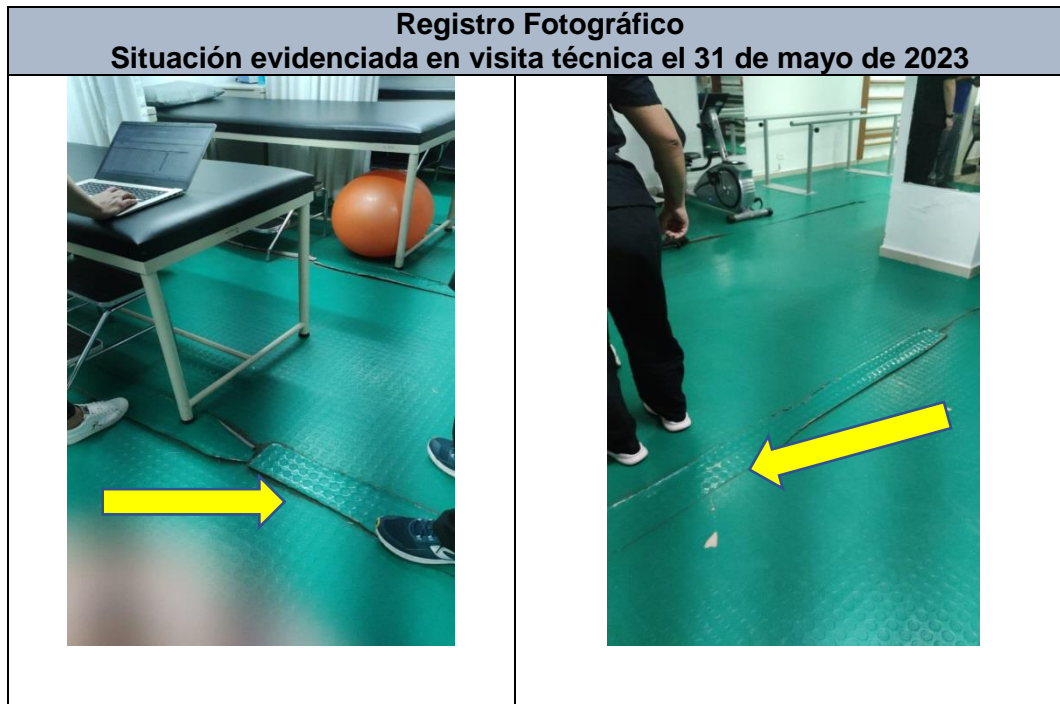 Registro Fotográfico
Situación evidenciada en visita técnica el 31 de mayo de 2023